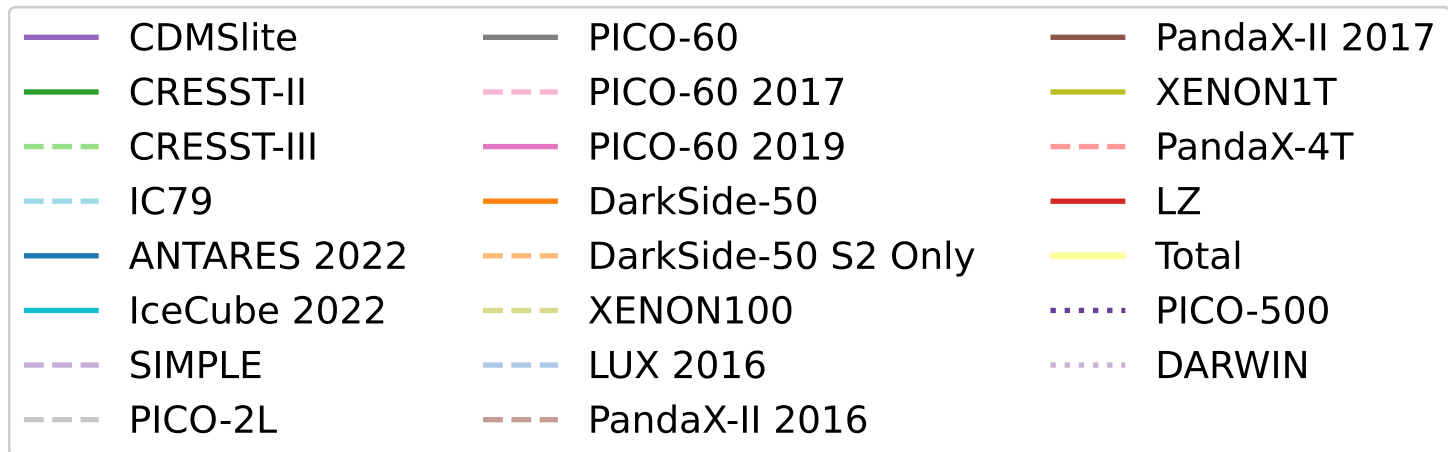 CDMSlite
CRESST-II
CRESST-III
IC79
ANTARES 2022
IceCube 2022
SIMPLE
PICO-2L
PICO-60
PICO-60 2017
PICO-60 2019
DarkSide-50
DarkSide-50 S2 Only
XENON100
LUX 2016
PandaX-II 2016
PandaX-II 2017
XENON1T
PandaX-4T
LZ
Total
PICO-500
DARWIN